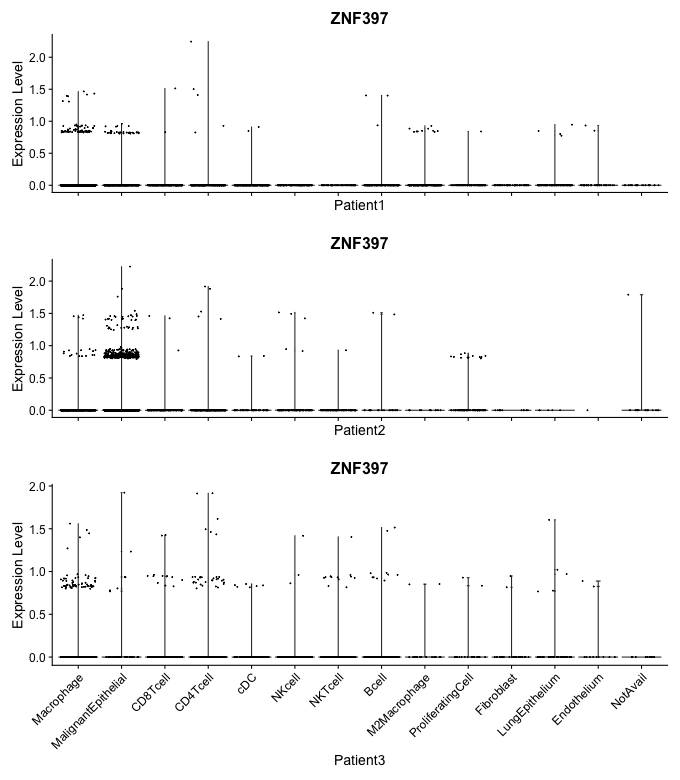 ZNF397
Expression Level
2.0
1.5
1.0
0.5
0.0
Patient1
ZNF397
Expression Level
2.0
1.5
1.0
0.5
0.0
Patient2
ZNF397
Expression Level
2.0
1.5
1.0
0.5
0.0
Macrophage
MalignantEpithelial
CD8Tcell
CD4Tcell
cDC
NKcell
NKTcell
Bcell
M2Macrophage
ProliferatingCell
Fibroblast
LungEpithelium
Endothelium
NotAvail
Patient3